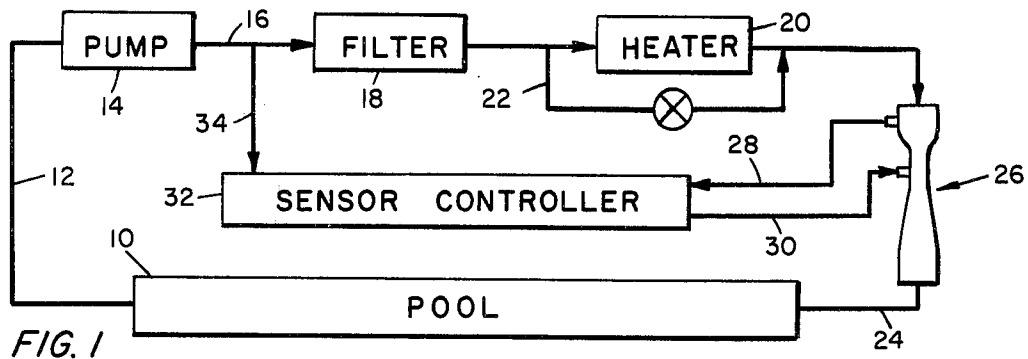 16
20
PUMP
FILTER
HEATER
14
18
22
34
28
12
32
SENSOR CONTROLLER
26
30
10
POOL
24
FIG. 1